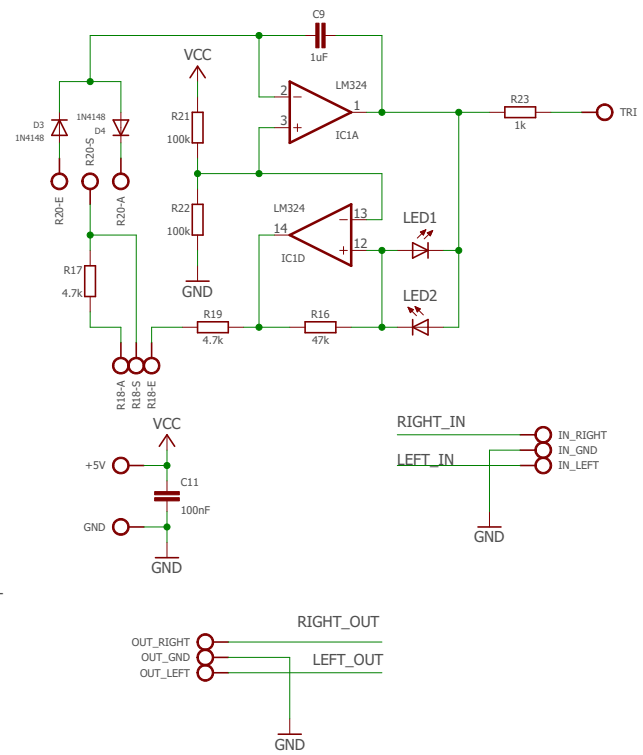 C9
1uF
VCC
LM324
2
3
1
IC1A
R23
1k
TRI
D3
1N4148
1N4148
D4
R21
100k
R20-E
R20-S
R20-A
R22
100k
LM324
13
14
12
IC1D
LED1
GND
LED2
R17
4.7k
R19
4.7k
R16
47k
R18-A
R18-S
R18-E
VCC
+5V
C11
100nF
GND
GND
RIGHT_IN
LEFT_IN
IN_RIGHT
IN_GND
IN_LEFT
GND
RIGHT_OUT
LEFT_OUT
OUT_RIGHT
OUT_GND
OUT_LEFT
GND